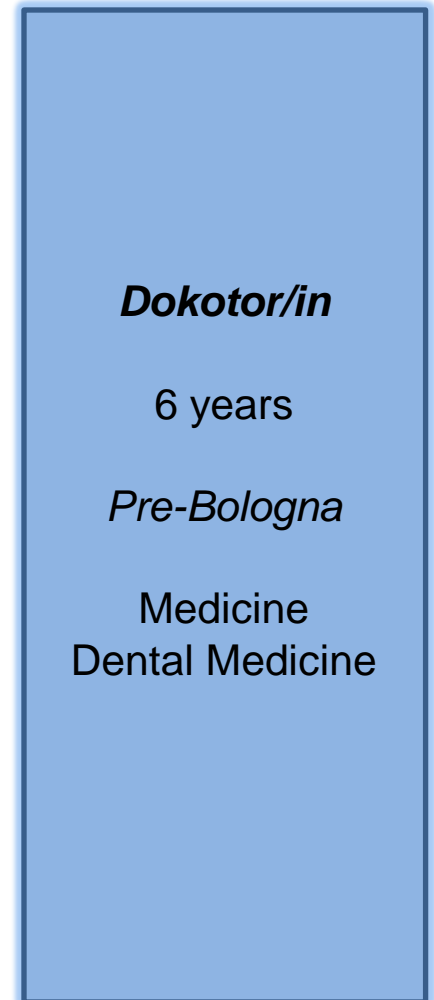 Dokotor/in
6 years
Pre-Bologna
Medicine
Dental Medicine